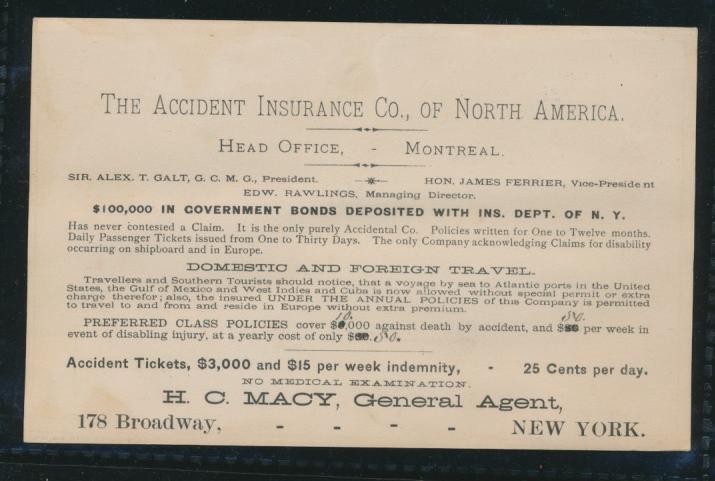 THE ACCIDENT INSURANCE CO., OF NORTH AMERICA.
HEAD OFFICE, - MONTREAL.
SIR. ALEX. T. GALT, G. C. M. G., President. HON. JAMES FERRIER, Vice-President
EDW. RAWLINGS, Managing Director.
$100,000 IN GOVERNMENT BONDS DEPOSITED WITH INS. DEPT. OF N. Y.
Has never contested a Claim. It is the only purely Accidental Co. Policies written for One to Twelve months.
Daily Passenger Tickets issued from One to Thirty Days. The only Company acknowledging Claims for disability
occurring on shipboard and in Europe.
DOMESTIC AND FOREIGN TRAVEL.
Travellers and Southern Tourists should notice, that a voyage by sea to Atlantic ports in the United
States, the Gulf of Mexico and West Indies and Cuba is now allowed without special permit or extra
charge therefor; also, the insured UNDER THE ANNUAL POLICIES of this Company is permitted
to travel to and from and reside in Europe without extra premium.
10. 50.
PREFERRED CLASS POLICIES cover $ ,000 against death by accident, and $ per week in
event of disabling injury, at a yearly cost of only $ . 50.
Accident Tickets, $3,000 and $15 per week indemnity, - 25 Cents per day.
NO MEDICAL EXAMINATION.
H. C. MACY, General Agent,
178 Broadway, - - - - NEW YORK.